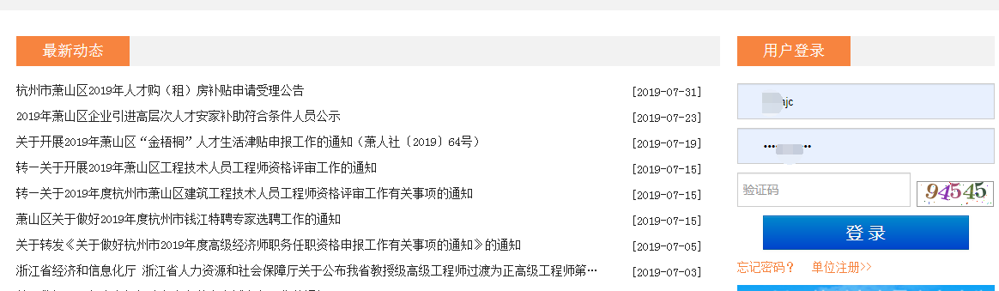 最新动态
杭州市萧山区2019年人才购（租）房补贴申请受理公告 [2019-07-31]
2019年萧山区企业引进高层次人才安家补助符合条件人员公示 [2019-07-23]
关于开展2019年萧山区“金梧桐”人才生活津贴申报工作的通知（萧人社〔2019〕64号） [2019-07-19]
转—关于开展2019年萧山区工程技术人员工程师资格评审工作的通知 [2019-07-15]
转—关于2019年度杭州市萧山区建筑工程技术人员工程师资格评审工作有关事项的通知 [2019-07-15]
萧山区关于做好2019年度杭州市钱江特聘专家选聘工作的通知 [2019-07-15]
关于转发《关于做好杭州市2019年度高级经济师职务任职资格申报工作有关事项的通知》的通知 [2019-07-05]
浙江省经济和信息化厅 浙江省人力资源和社会保障厅关于公布我省教授级高级工程师过渡为正高级工程师第… [2019-07-03]
用户登录
验证码 94545
登录
忘记密码？ 单位注册>>